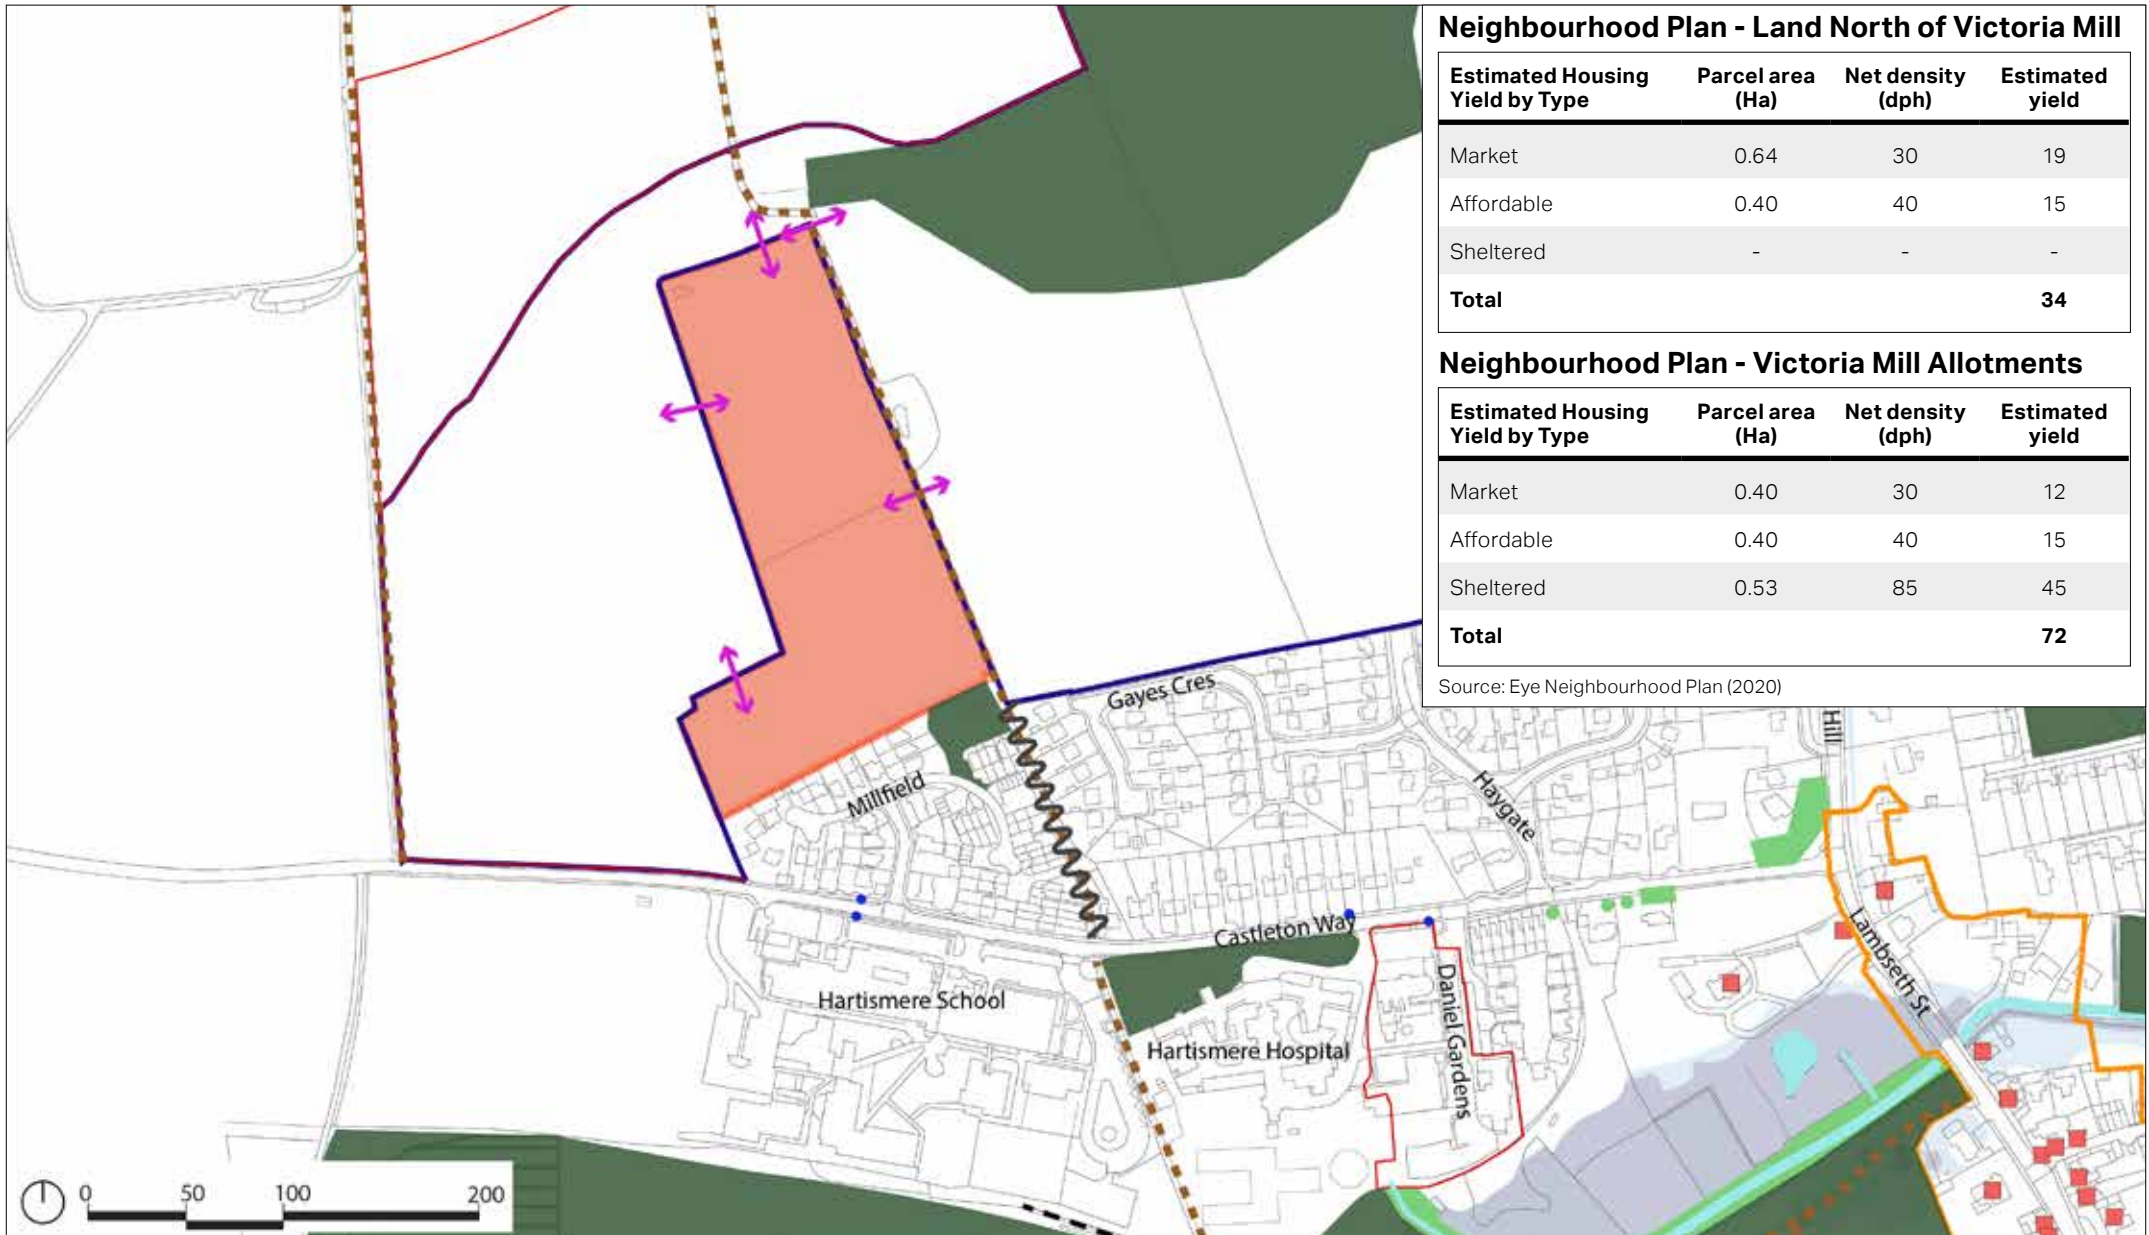 Neighbourhood Plan - Land North of Victoria Mill
Estimated Housing Yield by Type Parcel area (Ha) Net density (dph) Estimated yield
Market 0.64 30 19
Affordable 0.40 40 15
Sheltered - - -
Total 34
Neighbourhood Plan - Victoria Mill Allotments
Estimated Housing Yield by Type Parcel area (Ha) Net density (dph) Estimated yield
Market 0.40 30 12
Affordable 0.40 40 15
Sheltered 0.53 85 45
Total 72
Source: Eye Neighbourhood Plan (2020)
Gayes Cres
Hill
Millfield
Haygate
Castleton Way
Lambseth St
Hartismere School
Daniel Gardens
Hartismere Hospital
0 50 100 200